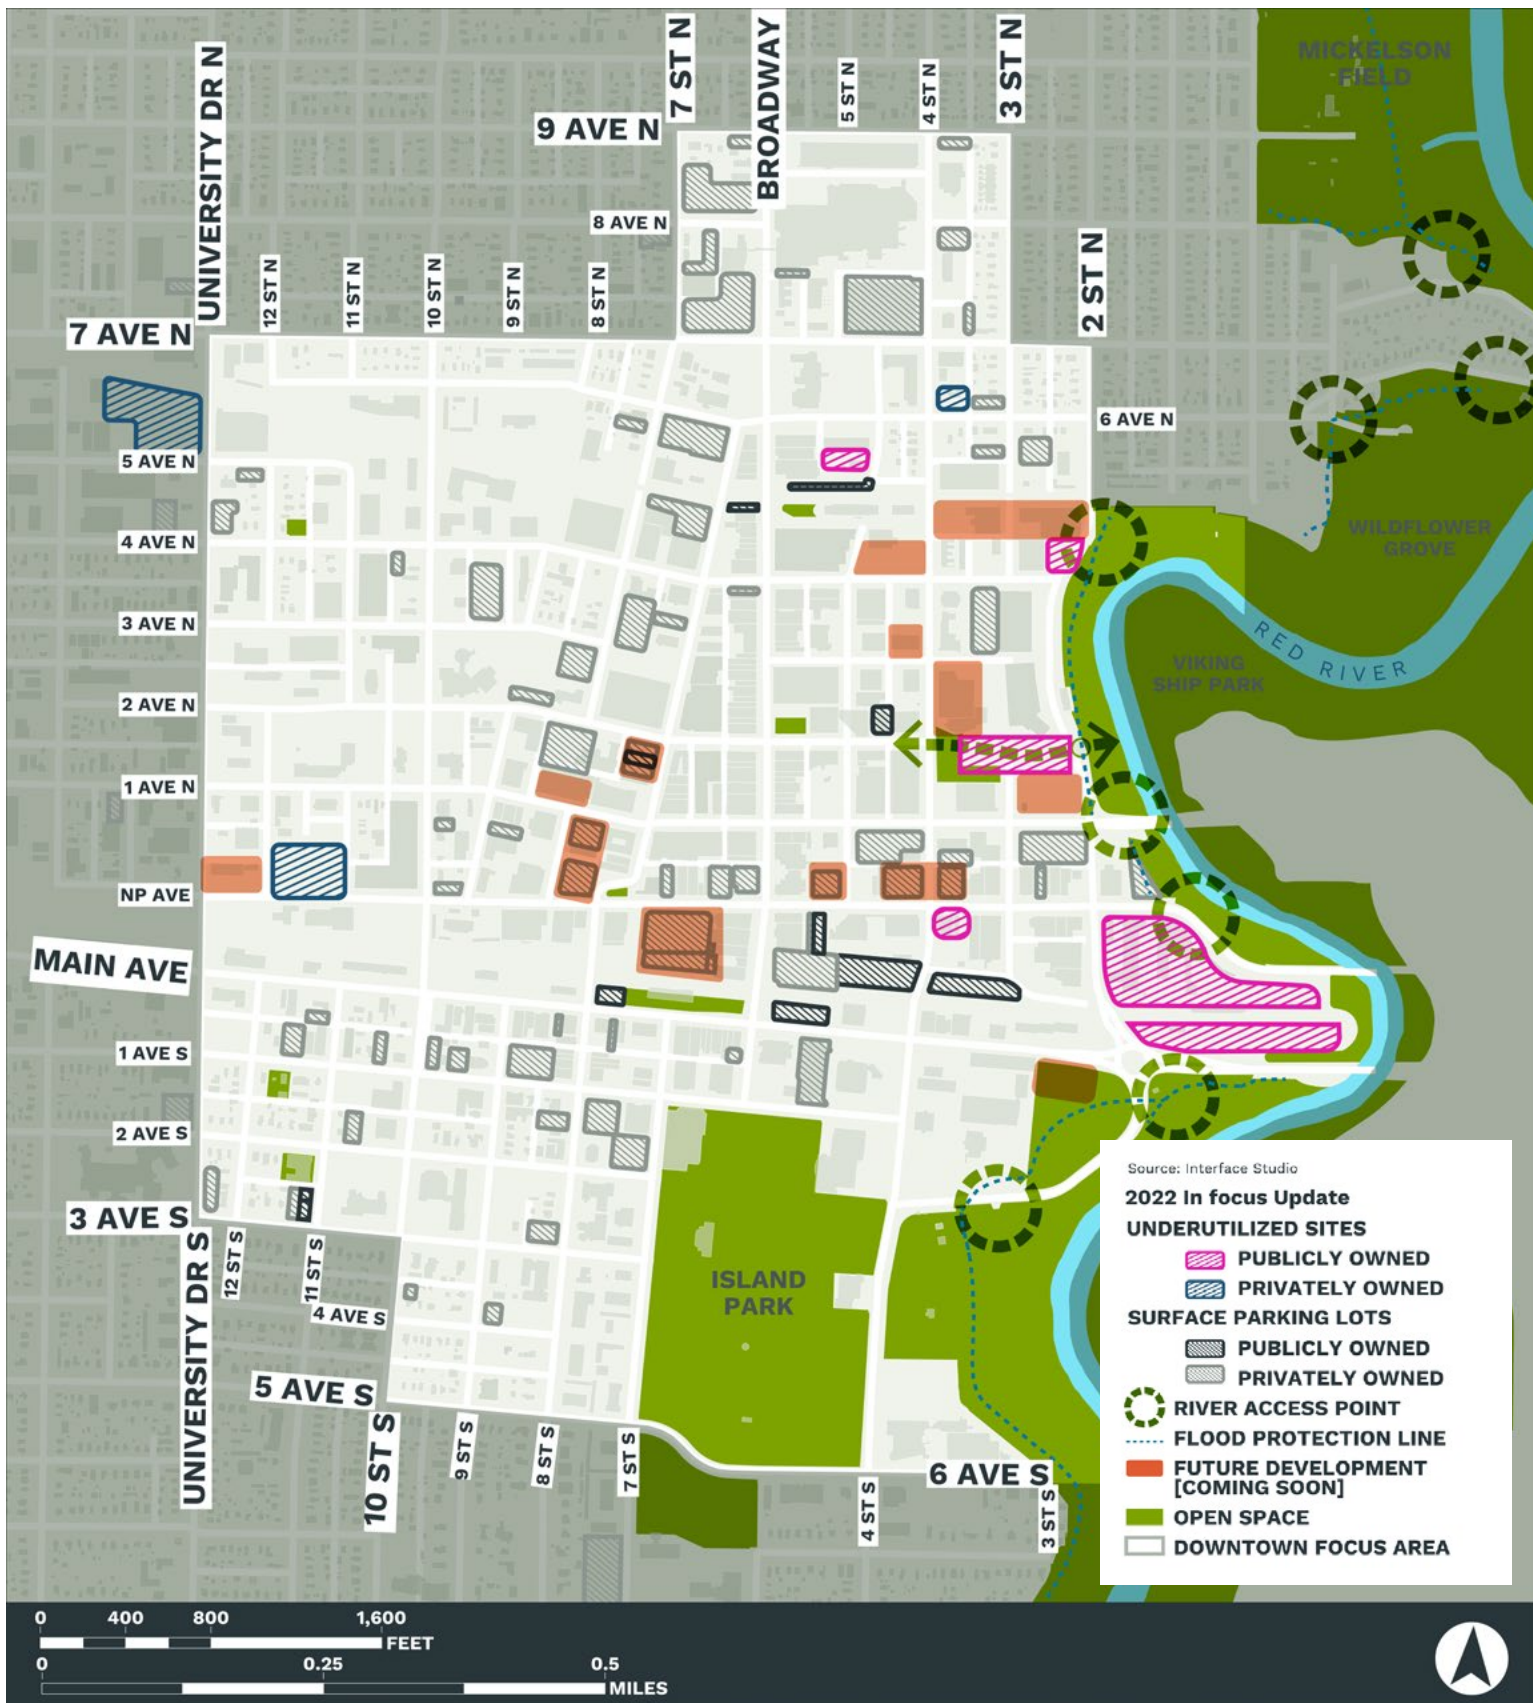 MICKELSON
FIELD
UNIVERSITY DR N
7 ST N
BROADWAY
5 ST N
4 ST N
3 ST N
9 AVE N
8 AVE N
12 ST N
11 ST N
10 ST N
9 ST N
8 ST N
2 ST N
7 AVE N
6 AVE N
5 AVE N
4 AVE N
WILDFLOWER
GROVE
3 AVE N
RED RIVER
VIKING
SHIP PARK
2 AVE N
1 AVE N
NP AVE
MAIN AVE
1 AVE S
2 AVE S
3 AVE S
UNIVERSITY DR S
12 ST S
11 ST S
4 AVE S
ISLAND
PARK
5 AVE S
10 ST S
9 ST S
8 ST S
7 ST S
6 AVE S
4 ST S
3 ST S
Source: Interface Studio
2022 In focus Update
UNDERUTILIZED SITES
PUBLICLY OWNED
PRIVATELY OWNED
SURFACE PARKING LOTS
PUBLICLY OWNED
PRIVATELY OWNED
RIVER ACCESS POINT
FLOOD PROTECTION LINE
FUTURE DEVELOPMENT
[COMING SOON]
OPEN SPACE
DOWNTOWN FOCUS AREA
0 400 800 1,600
FEET
0 0.25 0.5
MILES